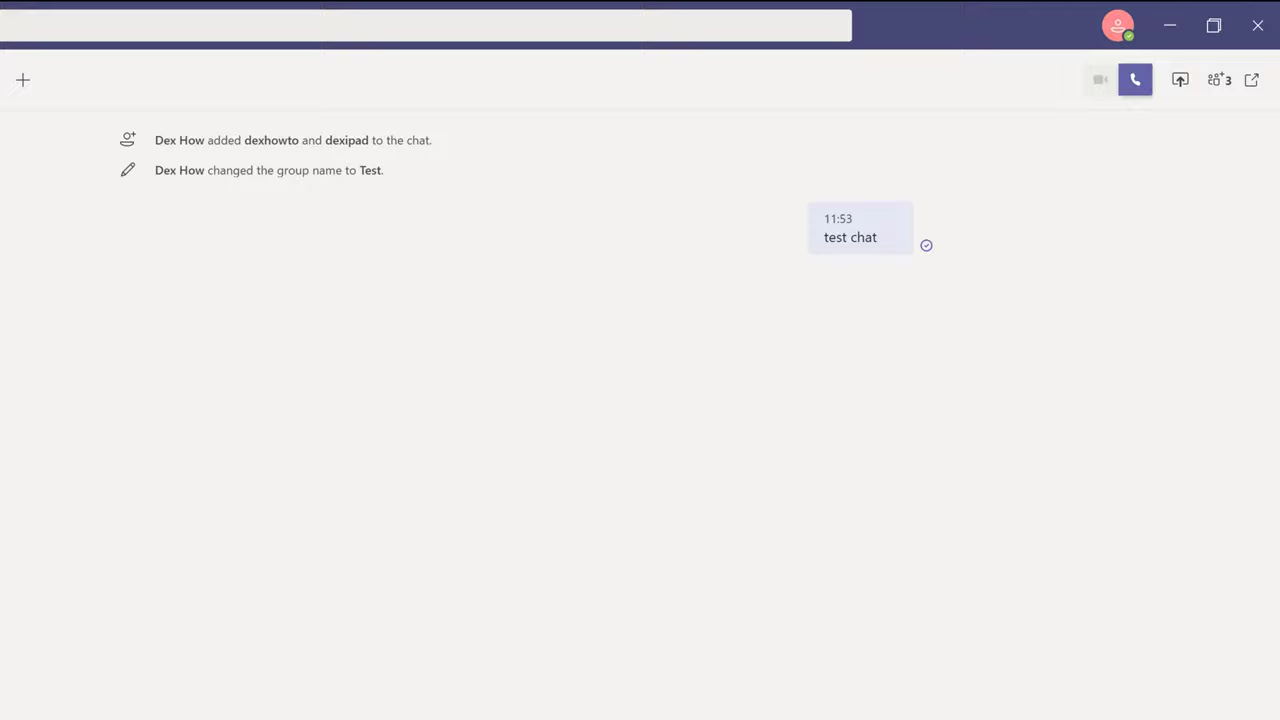 3
Dex How added dexhowto and dexipad to the chat.
Dex How changed the group name to Test.
11:53
test chat